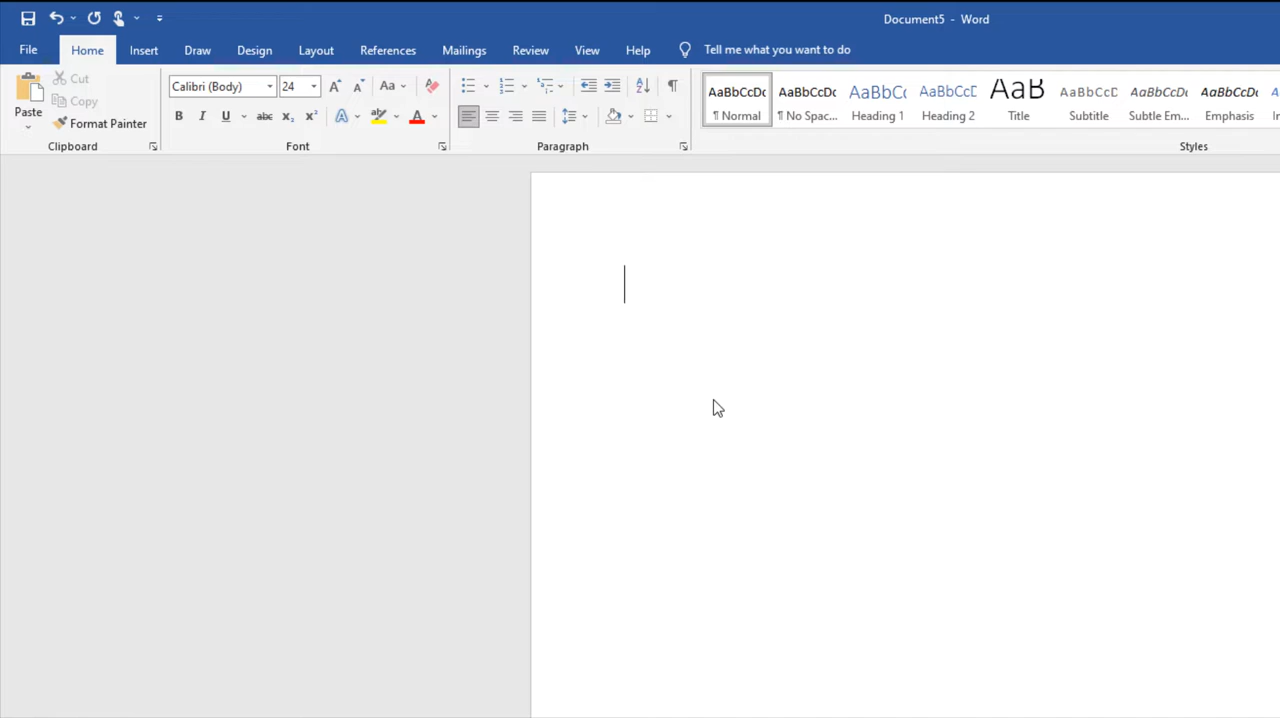 Document5 - Word
File Home Insert Draw Design Layout References Mailings Review View Help Tell me what you want to do
Paste
Cut
Copy
Format Painter
Clipboard
Calibri (Body) 24 Aa
B I U abc x₂ x² A A
Font
Paragraph
AaBbCcDc AaBbCcDc AaBbCc AaBbCcD AaB AaBbCcD AaBbCcDc AaBbCcDc
¶ Normal ¶ No Spac... Heading 1 Heading 2 Title Subtitle Subtle Em... Emphasis
Styles